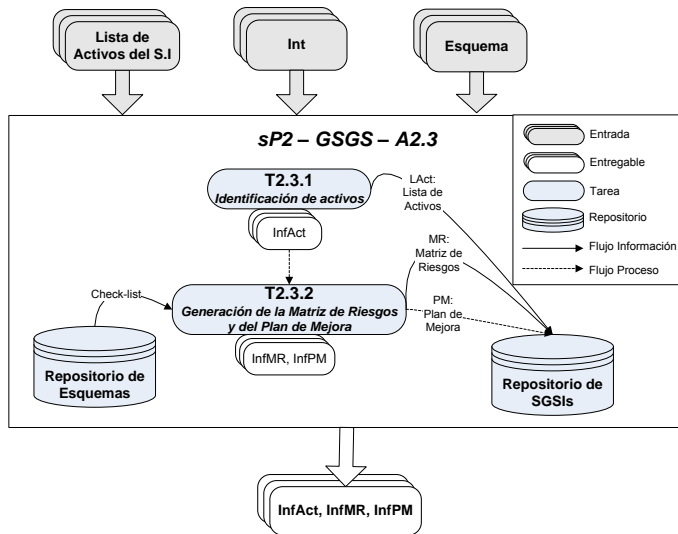 Lista de
Activos del S.I
Int
Esquema
sP2 – GSGS – A2.3
Entrada
Entregable
Tarea
Repositorio
Flujo Información
Flujo Proceso
T2.3.1
Identificación de activos
LAct:
Lista de
Activos
InfAct
MR:
Matriz de
Riesgos
Check-list
T2.3.2
Generación de la Matriz de Riesgos
y del Plan de Mejora
PM:
Plan de
Mejora
InfMR, InfPM
Repositorio de
Esquemas
Repositorio de
SGSIs
InfAct, InfMR, InfPM